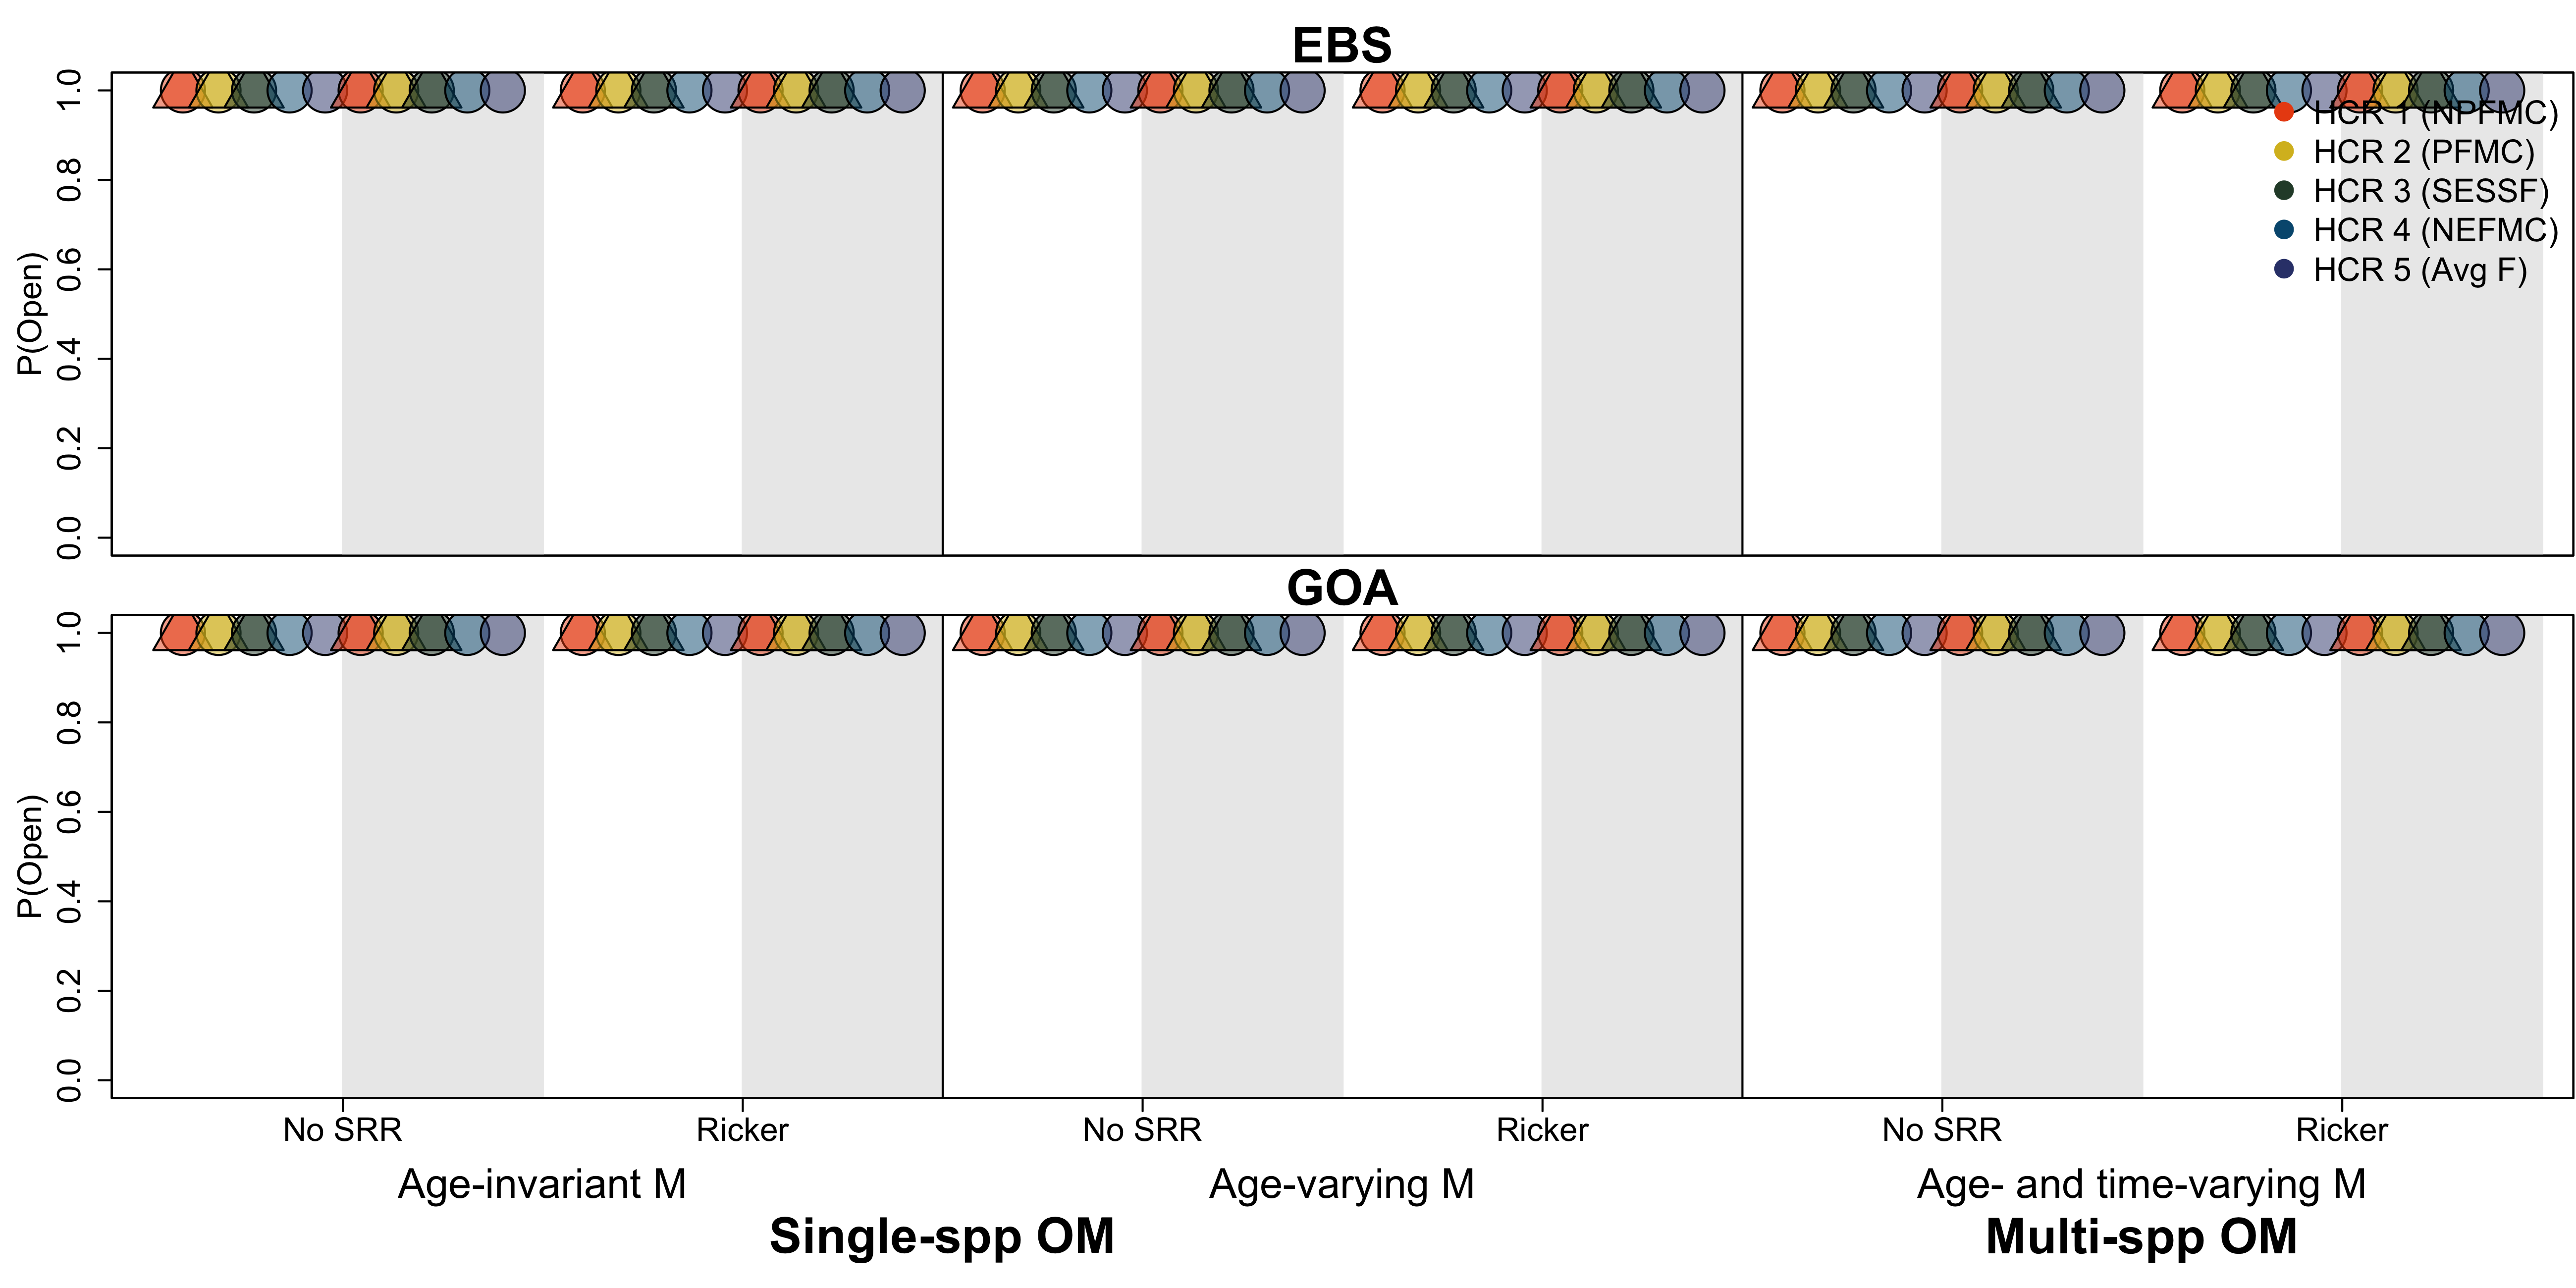 EBS
P(Open)
1.0
0.8
0.6
0.4
0.2
0.0
HCR 1 (NPFMC)
HCR 2 (PFMC)
HCR 3 (SESSF)
HCR 4 (NEFMC)
HCR 5 (Avg F)
GOA
P(Open)
1.0
0.8
0.6
0.4
0.2
0.0
No SRR Ricker No SRR Ricker No SRR Ricker
Age-invariant M Age-varying M Age- and time-varying M
Single-spp OM Multi-spp OM